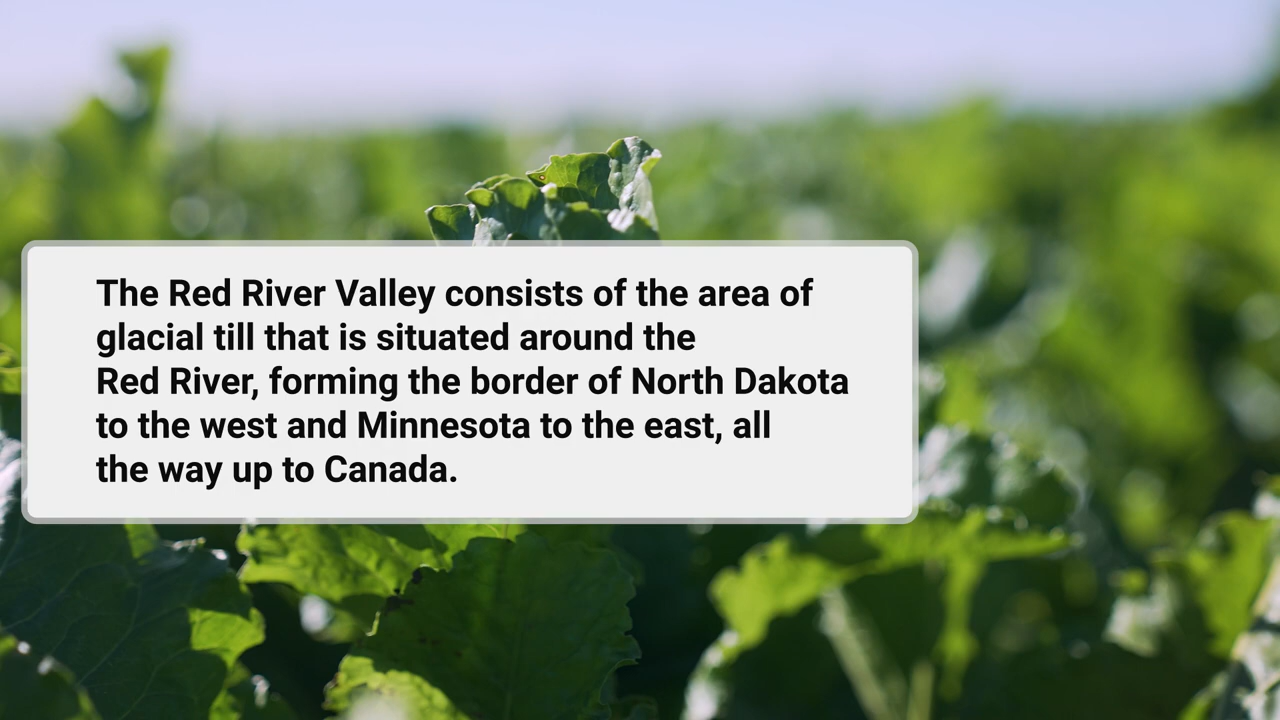 The Red River Valley consists of the area of
glacial till that is situated around the
Red River, forming the border of North Dakota
to the west and Minnesota to the east, all
the way up to Canada.